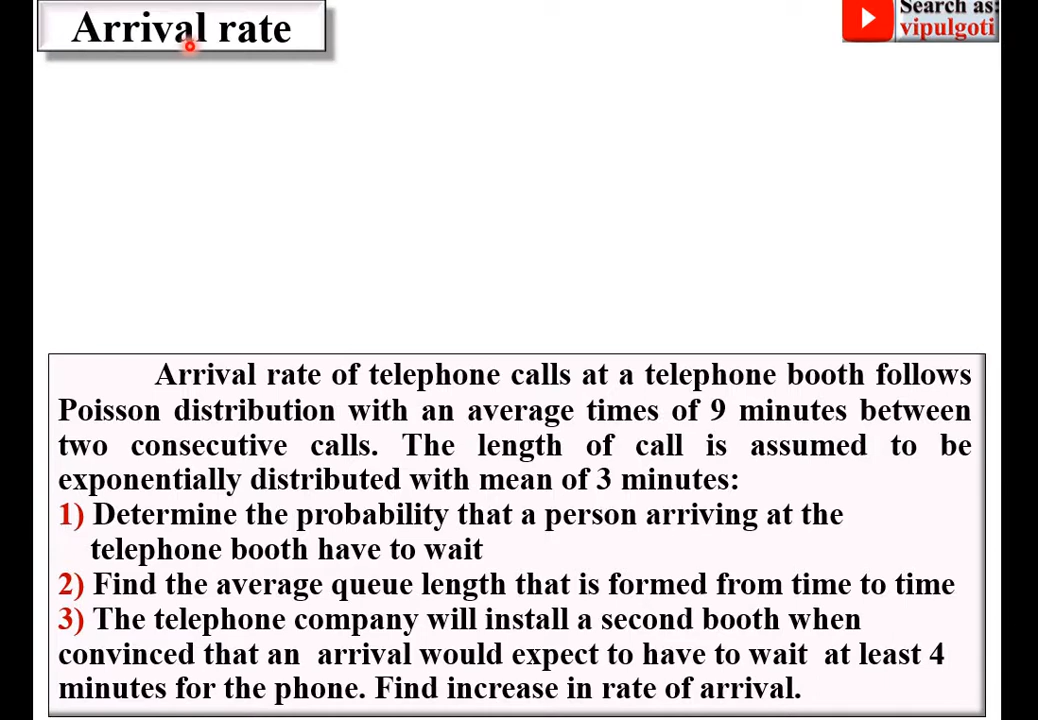 Arrival rate
Search as:
vipulgoti
Arrival rate of telephone calls at a telephone booth follows
Poisson distribution with an average times of 9 minutes between
two consecutive calls. The length of call is assumed to be
exponentially distributed with mean of 3 minutes:
1) Determine the probability that a person arriving at the
telephone booth have to wait
2) Find the average queue length that is formed from time to time
3) The telephone company will install a second booth when
convinced that an arrival would expect to have to wait at least 4
minutes for the phone. Find increase in rate of arrival.